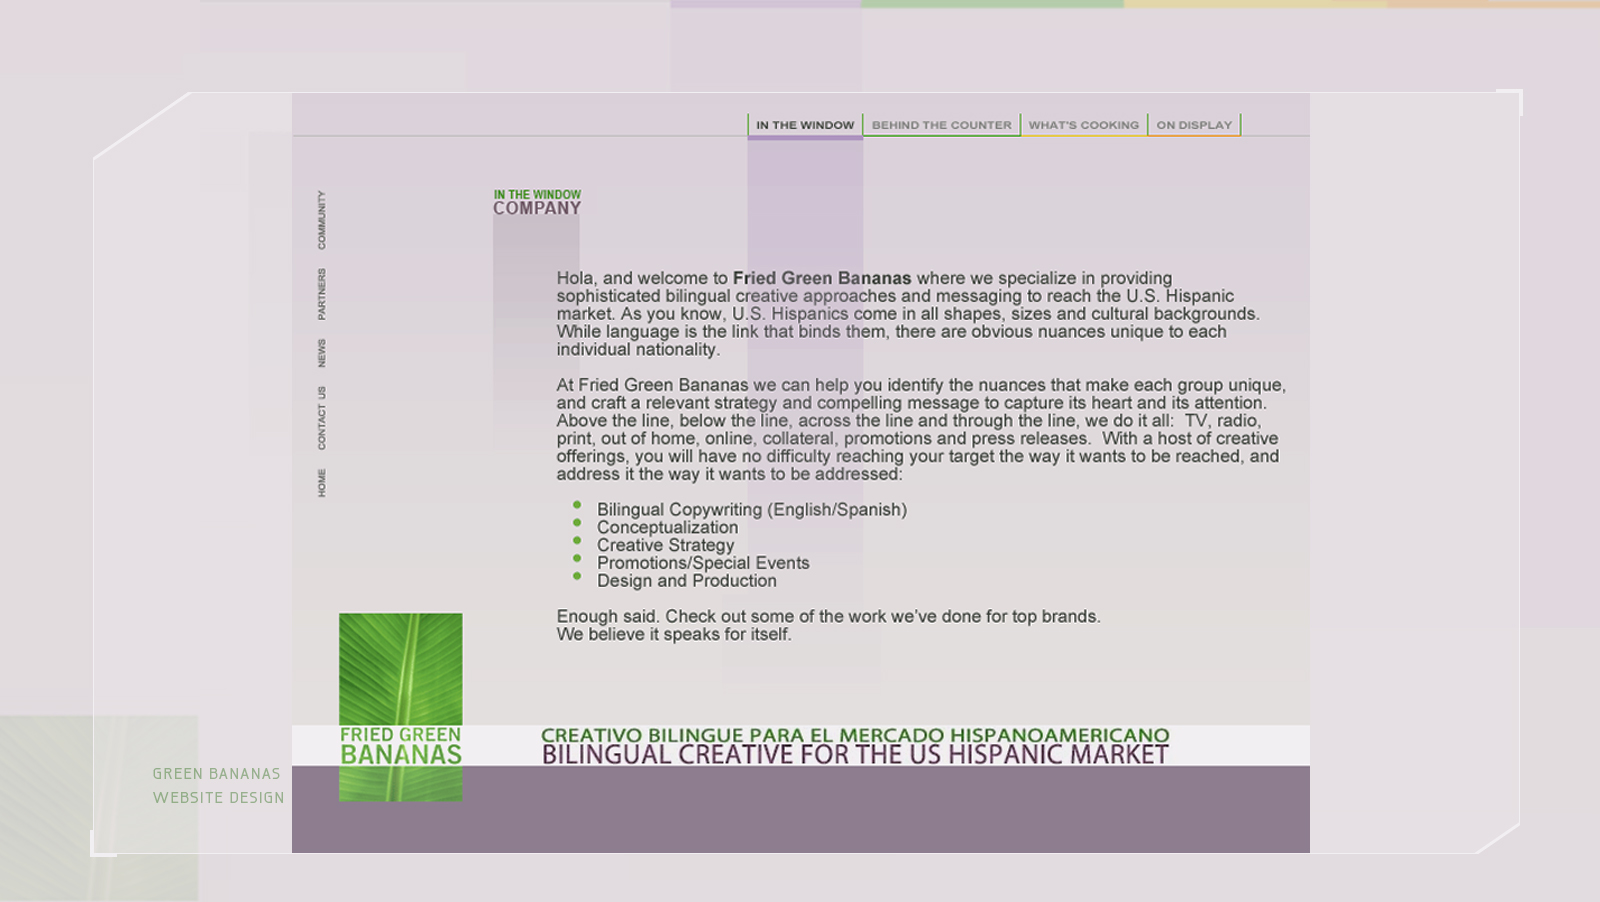 IN THE WINDOW
BEHIND THE COUNTER
WHAT'S COOKING
ON DISPLAY
COMMUNITY
PARTNERS
NEWS
CONTACT US
HOME
IN THE WINDOW
COMPANY
Hola, and welcome to Fried Green Bananas where we specialize in providing
sophisticated bilingual creative approaches and messaging to reach the U.S. Hispanic
market. As you know, U.S. Hispanics come in all shapes, sizes and cultural backgrounds.
While language is the link that binds them, there are obvious nuances unique to each
individual nationality.
At Fried Green Bananas we can help you identify the nuances that make each group unique,
and craft a relevant strategy and compelling message to capture its heart and its attention.
Above the line, below the line, across the line and through the line, we do it all:  TV, radio,
print, out of home, online, collateral, promotions and press releases.  With a host of creative
offerings, you will have no difficulty reaching your target the way it wants to be reached, and
address it the way it wants to be addressed:
• Bilingual Copywriting (English/Spanish)
• Conceptualization
• Creative Strategy
• Promotions/Special Events
• Design and Production
Enough said. Check out some of the work we’ve done for top brands.
We believe it speaks for itself.
FRIED GREEN
BANANAS
CREATIVO BILINGUE PARA EL MERCADO HISPANOAMERICANO
BILINGUAL CREATIVE FOR THE US HISPANIC MARKET
GREEN BANANAS
WEBSITE DESIGN